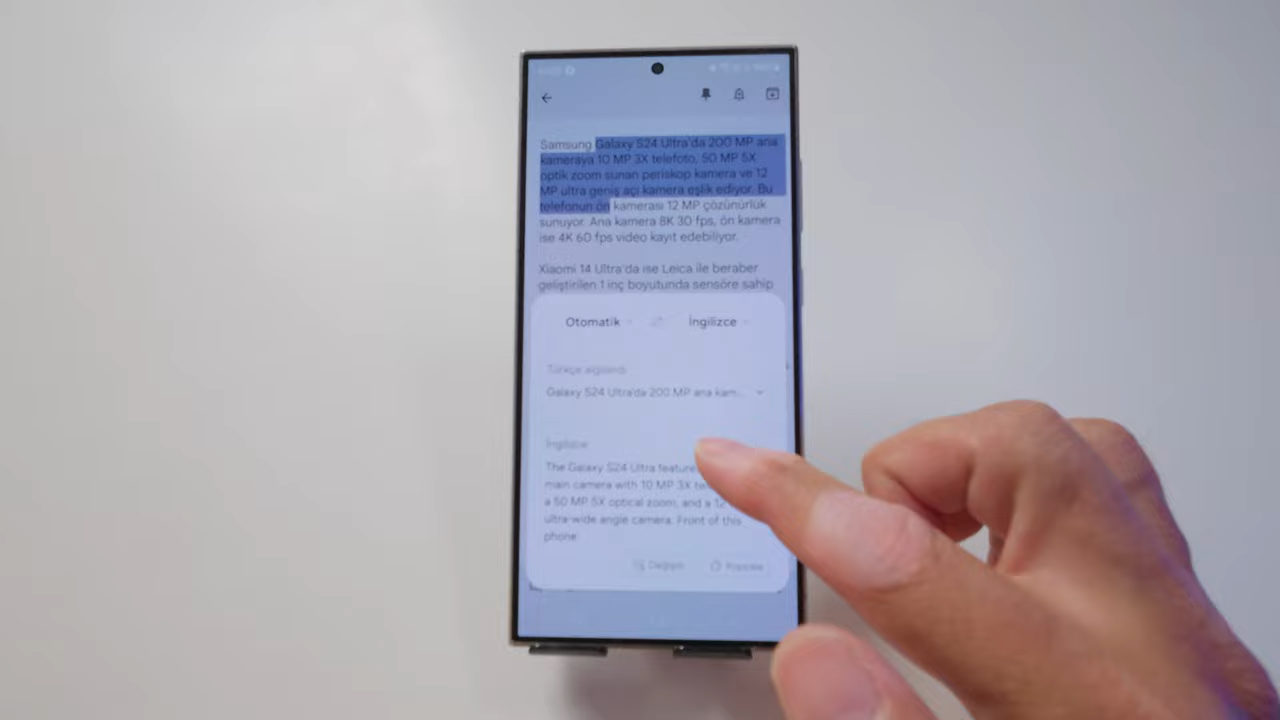 Samsung Galaxy S24 Ultra'da 200 MP ana
kameraya 10 MP 3X telefoto, 50 MP 5X
optik zoom sunan periskop kamera ve 12
MP ultra geniş açı kamera eşlik ediyor. Bu
telefonun ön kamerası 12 MP çözünürlük
sunuyor. Ana kamera 8K 30 fps, ön kamera
ise 4K 60 fps video kayıt edebiliyor.
Xiaomi 14 Ultra'da ise Leica ile beraber
geliştirilen 1 inç boyutunda sensöre sahip
Otomatik
İngilizce
Türkçe algılandı
Galaxy S24 Ultra'da 200 MP ana kam...
İngilizce
The Galaxy S24 Ultra feature
main camera with 10 MP 3X
a 50 MP 5X optical zoom, and a 12
ultra-wide angle camera. Front of this
phone
Değiştir
Kopyala